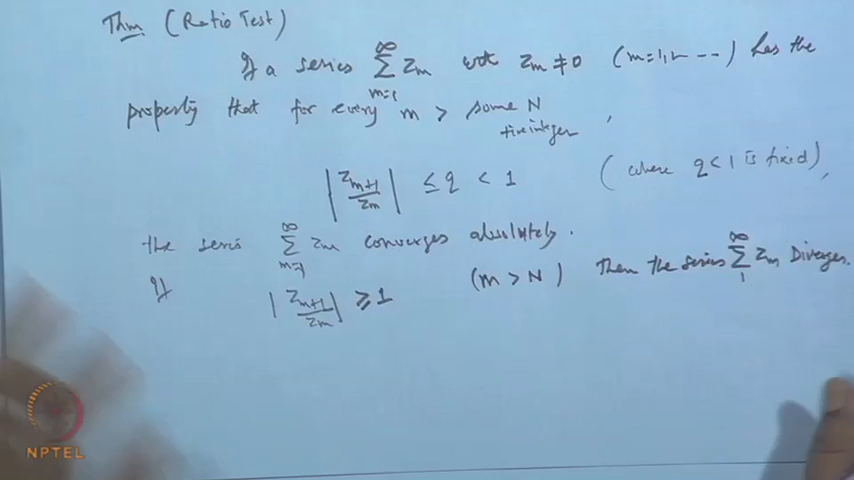 Thm (Ratio Test)
If a series ∑_{m=1}^{∞} z_m with z_m ≠ 0 (m=1,2, ---) has the
property that for every m > some N ,
+ive integer
| z_{m+1} / z_m | ≤ q < 1 (where q < 1 is fixed),
the series ∑_{m=1}^{∞} z_m converges absolutely.
If | z_{m+1} / z_m | ≥ 1 (m > N) Then the series ∑_{1}^{∞} z_m Diverges.
NPTEL